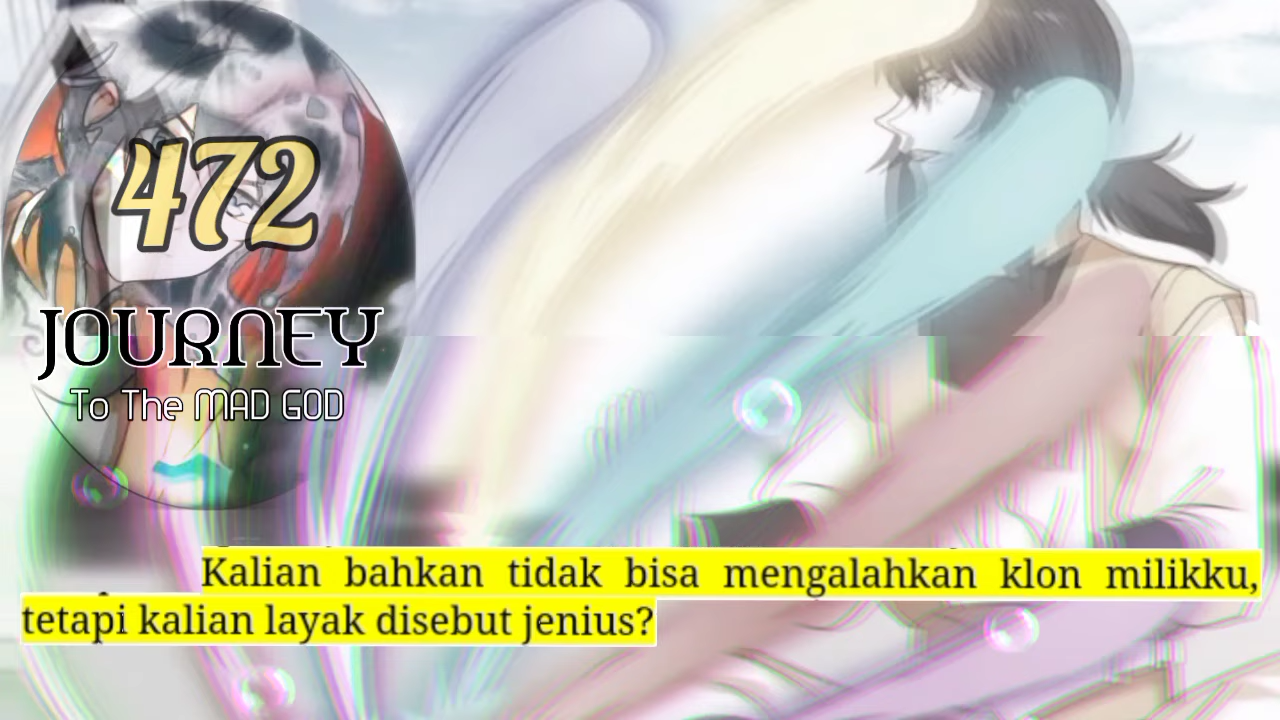 472
JOURNEY
To The MAD GOD
Kalian bahkan tidak bisa mengalahkan klon milikku,
tetapi kalian layak disebut jenius?